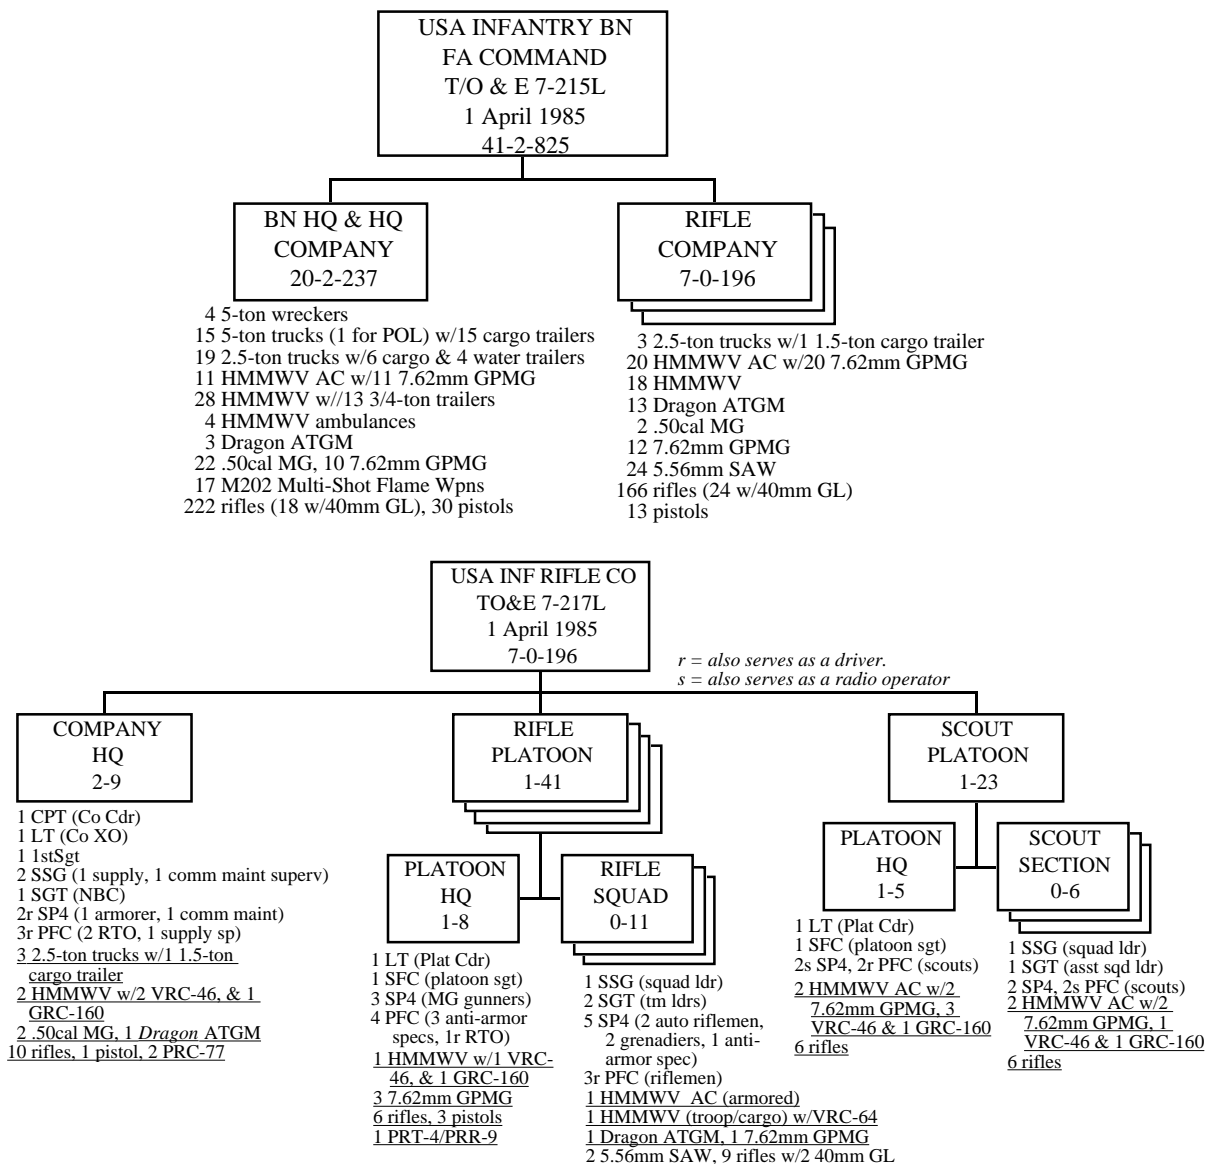 USA INFANTRY BN
FA COMMAND
T/O & E 7-215L
1 April 1985
41-2-825
BN HQ & HQ
COMPANY
20-2-237
4 5-ton wreckers
15 5-ton trucks (1 for POL) w/15 cargo trailers
19 2.5-ton trucks w/6 cargo & 4 water trailers
11 HMMWV AC w/11 7.62mm GPMG
28 HMMWV w//13 3/4-ton trailers
4 HMMWV ambulances
3 Dragon ATGM
22 .50cal MG, 10 7.62mm GPMG
17 M202 Multi-Shot Flame Wpns
222 rifles (18 w/40mm GL), 30 pistols
RIFLE
COMPANY
7-0-196
3 2.5-ton trucks w/1 1.5-ton cargo trailer
20 HMMWV AC w/20 7.62mm GPMG
18 HMMWV
13 Dragon ATGM
2 .50cal MG
12 7.62mm GPMG
24 5.56mm SAW
166 rifles (24 w/40mm GL)
13 pistols
USA INF RIFLE CO
TO&E 7-217L
1 April 1985
7-0-196
r = also serves as a driver.
s = also serves as a radio operator
COMPANY
HQ
2-9
1 CPT (Co Cdr)
1 LT (Co XO)
1 1stSgt
2 SSG (1 supply, 1 comm maint superv)
1 SGT (NBC)
2r SP4 (1 armorer, 1 comm maint)
3r PFC (2 RTO, 1 supply sp)
3 2.5-ton trucks w/1 1.5-ton
cargo trailer
2 HMMWV w/2 VRC-46, & 1
GRC-160
2 .50cal MG, 1 Dragon ATGM
10 rifles, 1 pistol, 2 PRC-77
RIFLE
PLATOON
1-41
PLATOON
HQ
1-8
1 LT (Plat Cdr)
1 SFC (platoon sgt)
3 SP4 (MG gunners)
4 PFC (3 anti-armor
specs, 1r RTO)
1 HMMWV w/1 VRC-
46, & 1 GRC-160
3 7.62mm GPMG
6 rifles, 3 pistols
1 PRT-4/PRR-9
RIFLE
SQUAD
0-11
1 SSG (squad ldr)
2 SGT (tm ldrs)
5 SP4 (2 auto riflemen,
2 grenadiers, 1 anti-
armor spec)
3r PFC (riflemen)
1 HMMWV AC (armored)
1 HMMWV (troop/cargo) w/VRC-64
1 Dragon ATGM, 1 7.62mm GPMG
2 5.56mm SAW, 9 rifles w/2 40mm GL
SCOUT
PLATOON
1-23
PLATOON
HQ
1-5
1 LT (Plat Cdr)
1 SFC (platoon sgt)
2s SP4, 2r PFC (scouts)
2 HMMWV AC w/2
7.62mm GPMG, 3
VRC-46 & 1 GRC-160
6 rifles
SCOUT
SECTION
0-6
1 SSG (squad ldr)
1 SGT (asst sqd ldr)
2 SP4, 2s PFC (scouts)
2 HMMWV AC w/2
7.62mm GPMG, 1
VRC-46 & 1 GRC-160
6 rifles